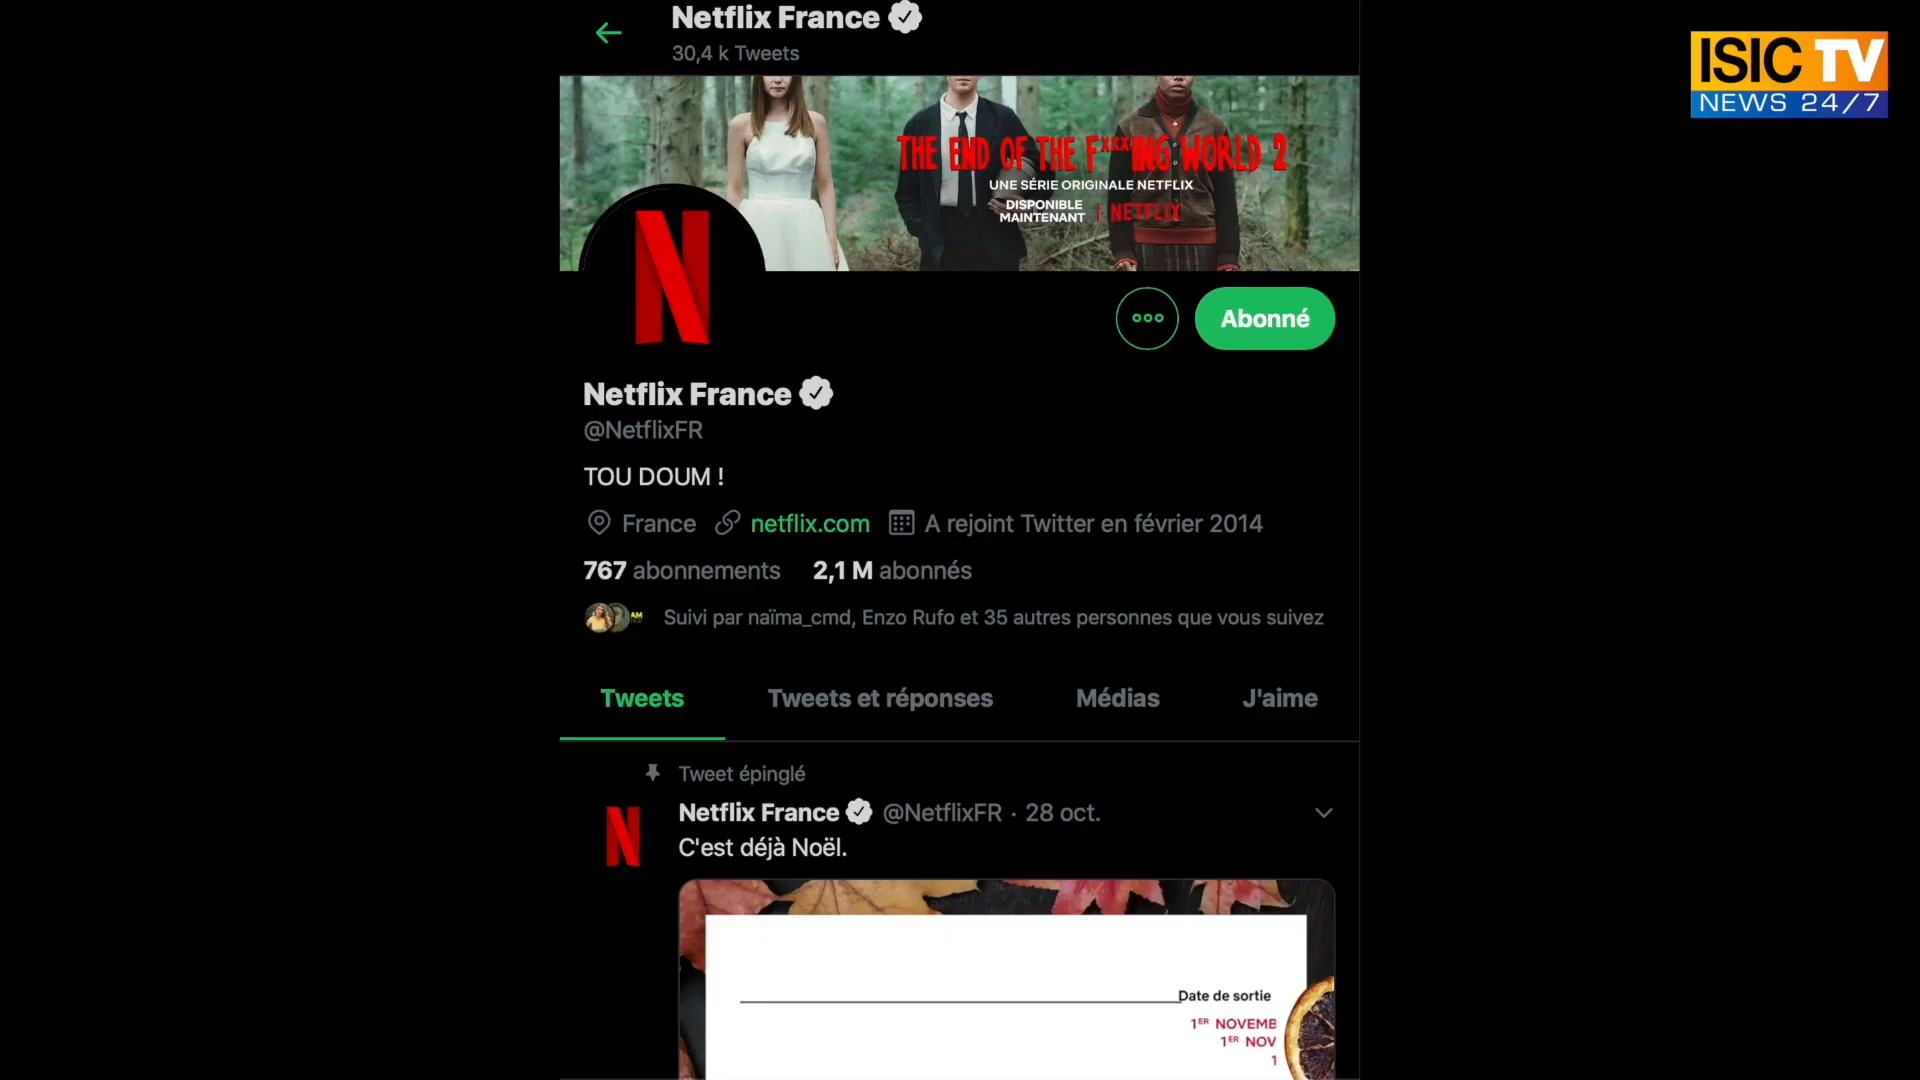 Netflix France
30,4 k Tweets
ISIC TV
NEWS 24/7
THE END OF THE F***ING WORLD 2
UNE SÉRIE ORIGINALE NETFLIX
DISPONIBLE
MAINTENANT | NETFLIX
Abonné
Netflix France
@NetflixFR
TOU DOUM !
France netflix.com A rejoint Twitter en février 2014
767 abonnements 2,1 M abonnés
AM
Suivi par naïma_cmd, Enzo Rufo et 35 autres personnes que vous suivez
Tweets Tweets et réponses Médias J'aime
Tweet épinglé
Netflix France @NetflixFR · 28 oct.
C'est déjà Noël.
Date de sortie
1ER NOVEMB
1ER NOV
1